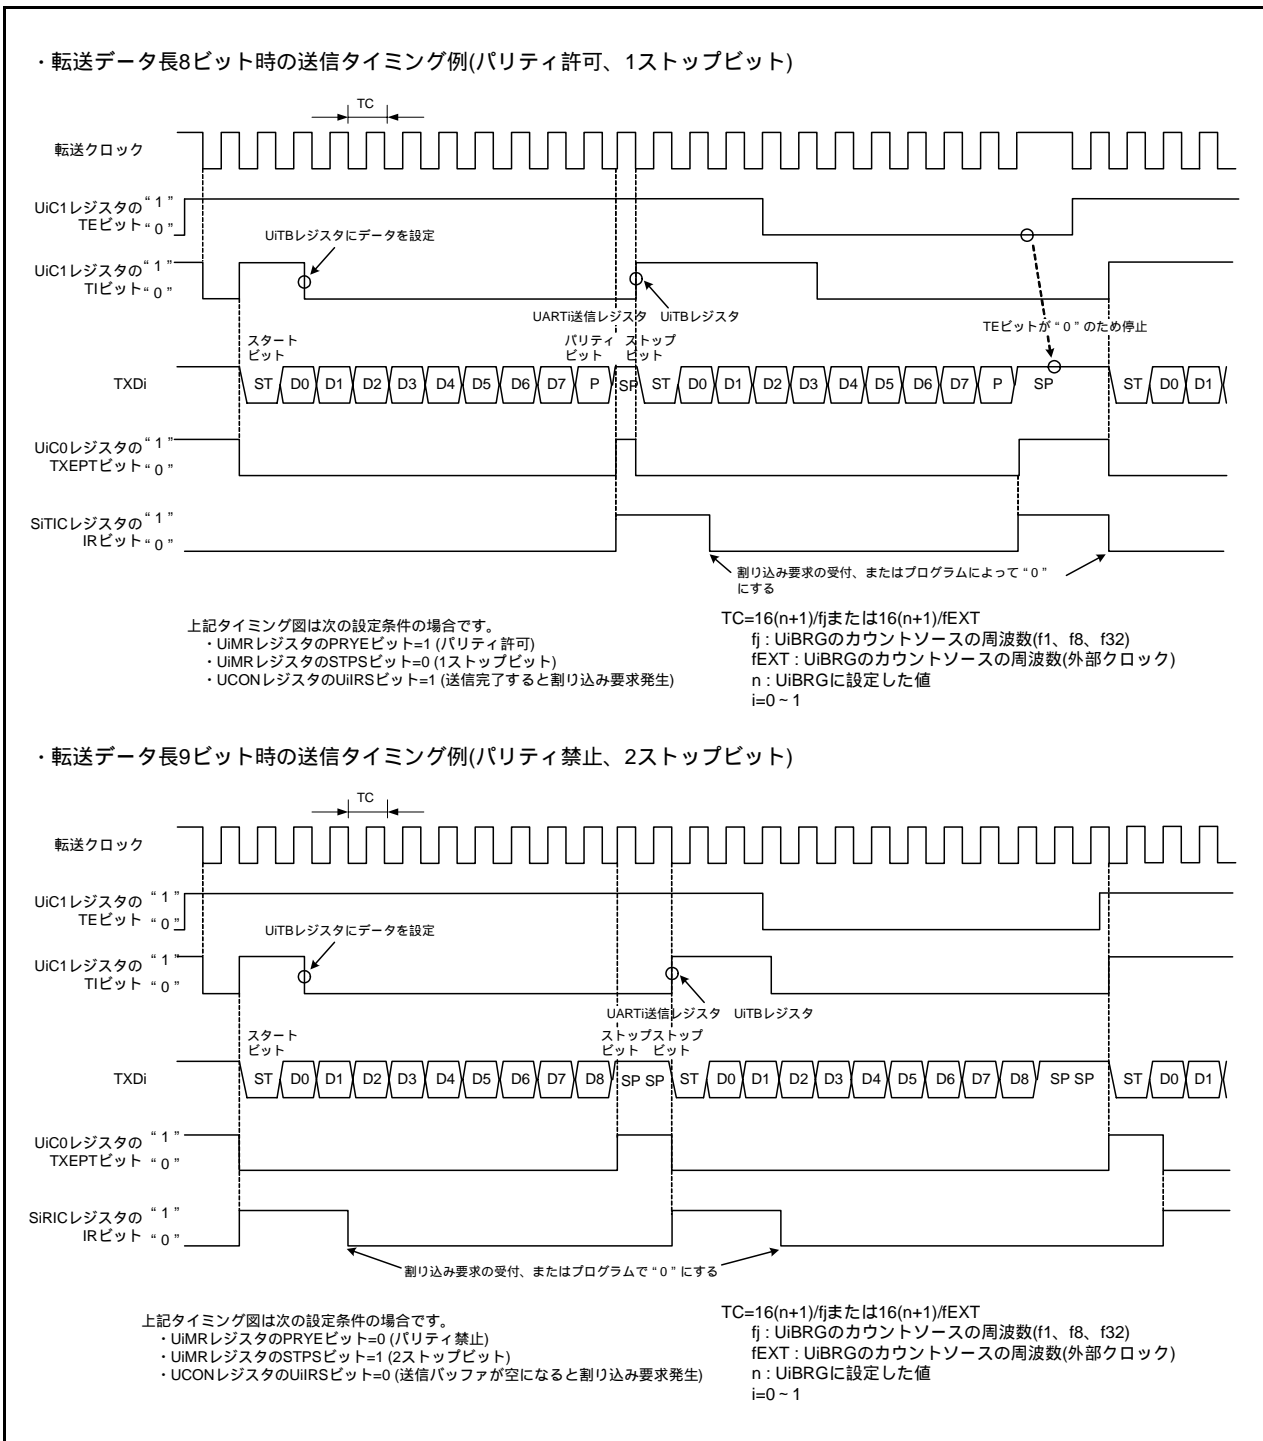 ・転送データ長8ビット時の送信タイミング例(パリティ許可、1ストップビット)
TC
転送クロック
UiC1レジスタの“ 1 ”
TEビット“ 0 ”
UiTBレジスタにデータを設定
UiC1レジスタの“ 1 ”
TIビット“ 0 ”
UARTi送信レジスタ UiTBレジスタ
TEビットが“ 0 ”のため停止
スタート
ビット
パリティ
ビット
ストップ
ビット
TXDi ST D0 D1 D2 D3 D4 D5 D6 D7 P SP ST D0 D1 D2 D3 D4 D5 D6 D7 P SP ST D0 D1
UiC0レジスタの“ 1 ”
TXEPTビット“ 0 ”
SiTICレジスタの“ 1 ”
IRビット“ 0 ”
割り込み要求の受付、またはプログラムによって“ 0 ”
にする
上記タイミング図は次の設定条件の場合です。
・UiMRレジスタのPRYEビット=1 (パリティ許可)
・UiMRレジスタのSTPSビット=0 (1ストップビット)
・UCONレジスタのUiIRSビット=1 (送信完了すると割り込み要求発生)
TC=16(n+1)/fjまたは16(n+1)/fEXT
fj : UiBRGのカウントソースの周波数(f1、f8、f32)
fEXT : UiBRGのカウントソースの周波数(外部クロック)
n : UiBRGに設定した値
i=0 ~ 1
・転送データ長9ビット時の送信タイミング例(パリティ禁止、2ストップビット)
TC
転送クロック
UiC1レジスタの “ 1 ”
TEビット “ 0 ”
UiTBレジスタにデータを設定
UiC1レジスタの “ 1 ”
TIビット “ 0 ”
UARTi送信レジスタ UiTBレジスタ
スタート
ビット
ストップ
ビット
ストップ
ビット
TXDi ST D0 D1 D2 D3 D4 D5 D6 D7 D8 SP SP ST D0 D1 D2 D3 D4 D5 D6 D7 D8 SP SP ST D0 D1
UiC0レジスタの “ 1 ”
TXEPTビット “ 0 ”
SiRICレジスタの “ 1 ”
IRビット “ 0 ”
割り込み要求の受付、またはプログラムで“ 0 ”にする
上記タイミング図は次の設定条件の場合です。
・UiMRレジスタのPRYEビット=0 (パリティ禁止)
・UiMRレジスタのSTPSビット=1 (2ストップビット)
・UCONレジスタのUiIRSビット=0 (送信バッファが空になると割り込み要求発生)
TC=16(n+1)/fjまたは16(n+1)/fEXT
fj : UiBRGのカウントソースの周波数(f1、f8、f32)
fEXT : UiBRGのカウントソースの周波数(外部クロック)
n : UiBRGに設定した値
i=0 ~ 1